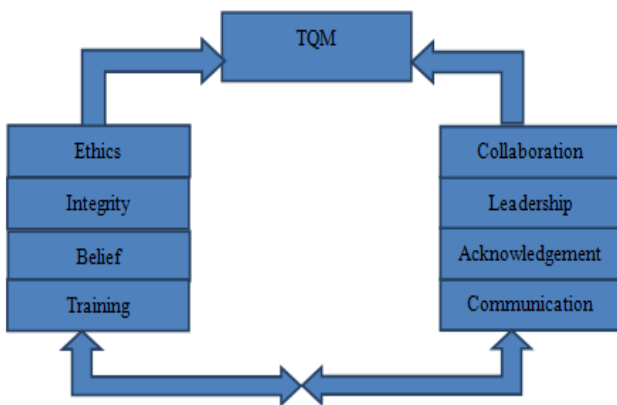 TQM
Ethics
Integrity
Belief
Training
Collaboration
Leadership
Acknowledgement
Communication